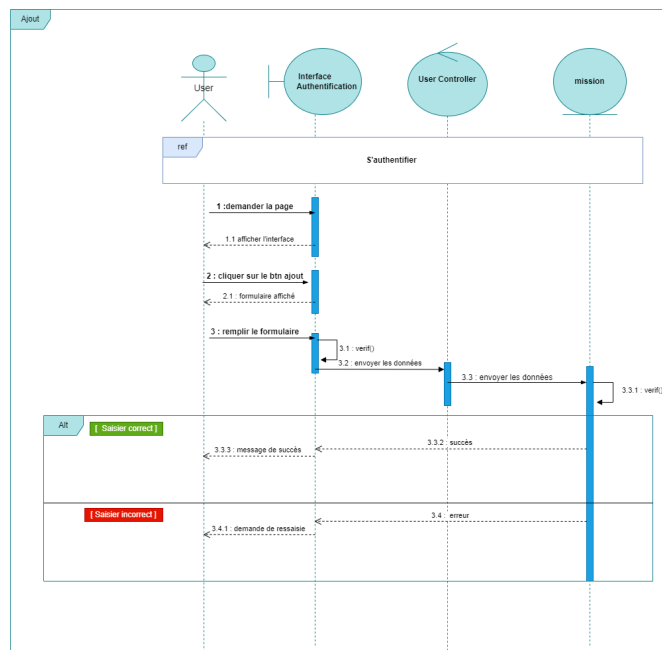 Ajout
User
Interface
Authentification
User Controller
mission
ref
S'authentifier
1 :demander la page
1.1 afficher l'interface
2 : cliquer sur le btn ajout
2.1 : formulaire affiché
3 : remplir le formulaire
3.1 : verif()
3.2 : envoyer les données
3.3 : envoyer les données
3.3.1 : verif()
Alt
[ Saisier correct ]
3.3.2 : succès
3.3.3 : message de succès
[ Saisier incorrect ]
3.4 : erreur
3.4.1 : demande de ressaisie